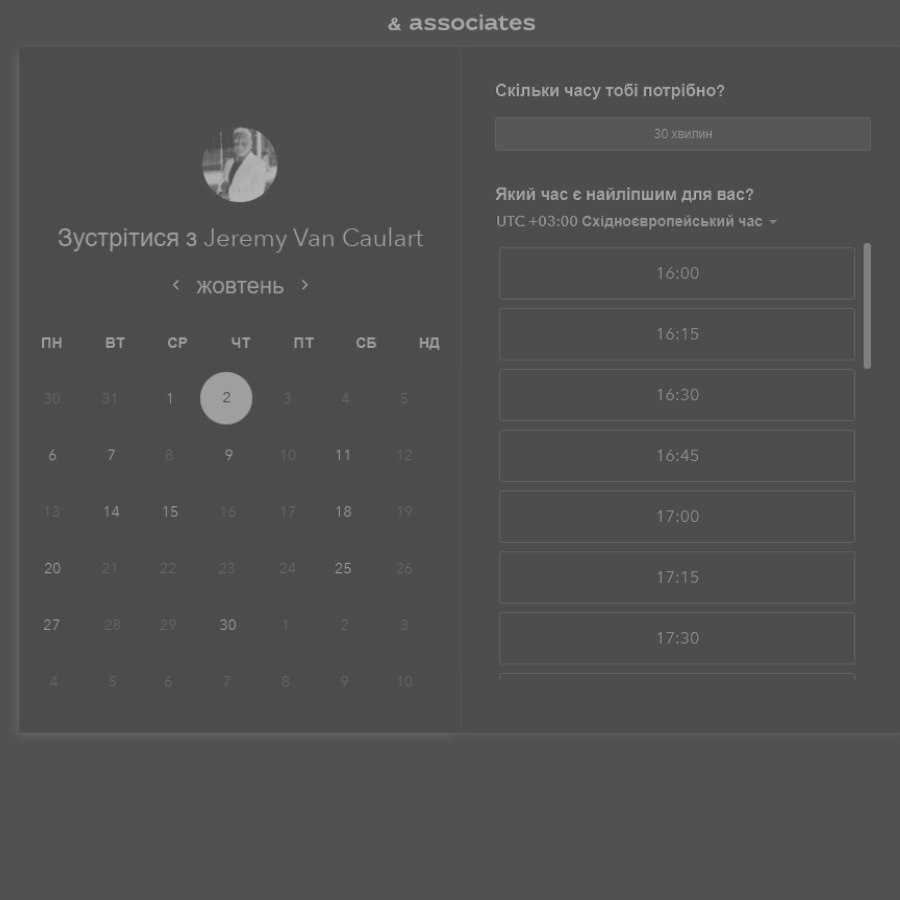 & associates
Зустрітися з Jeremy Van Caulart
жовтень
ПН ВТ СР ЧТ ПТ СБ НД
30 31 1 2 3 4 5
6 7 8 9 10 11 12
13 14 15 16 17 18 19
20 21 22 23 24 25 26
27 28 29 30 1 2 3
4 5 6 7 8 9 10
Скільки часу тобі потрібно?
30 хвилин
Який час є найліпшим для вас?
UTC +03:00 Східноєвропейський час
16:00
16:15
16:30
16:45
17:00
17:15
17:30